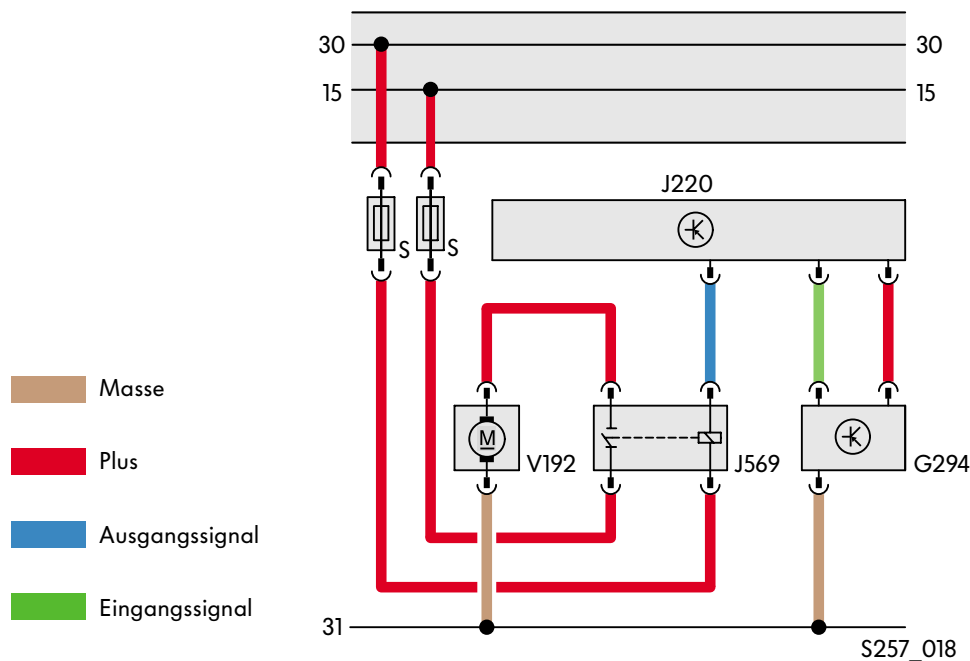 30 30
15 15
J220
S S
Masse
M
Plus
V192 J569 G294
Ausgangssignal
Eingangssignal
31
S257_018